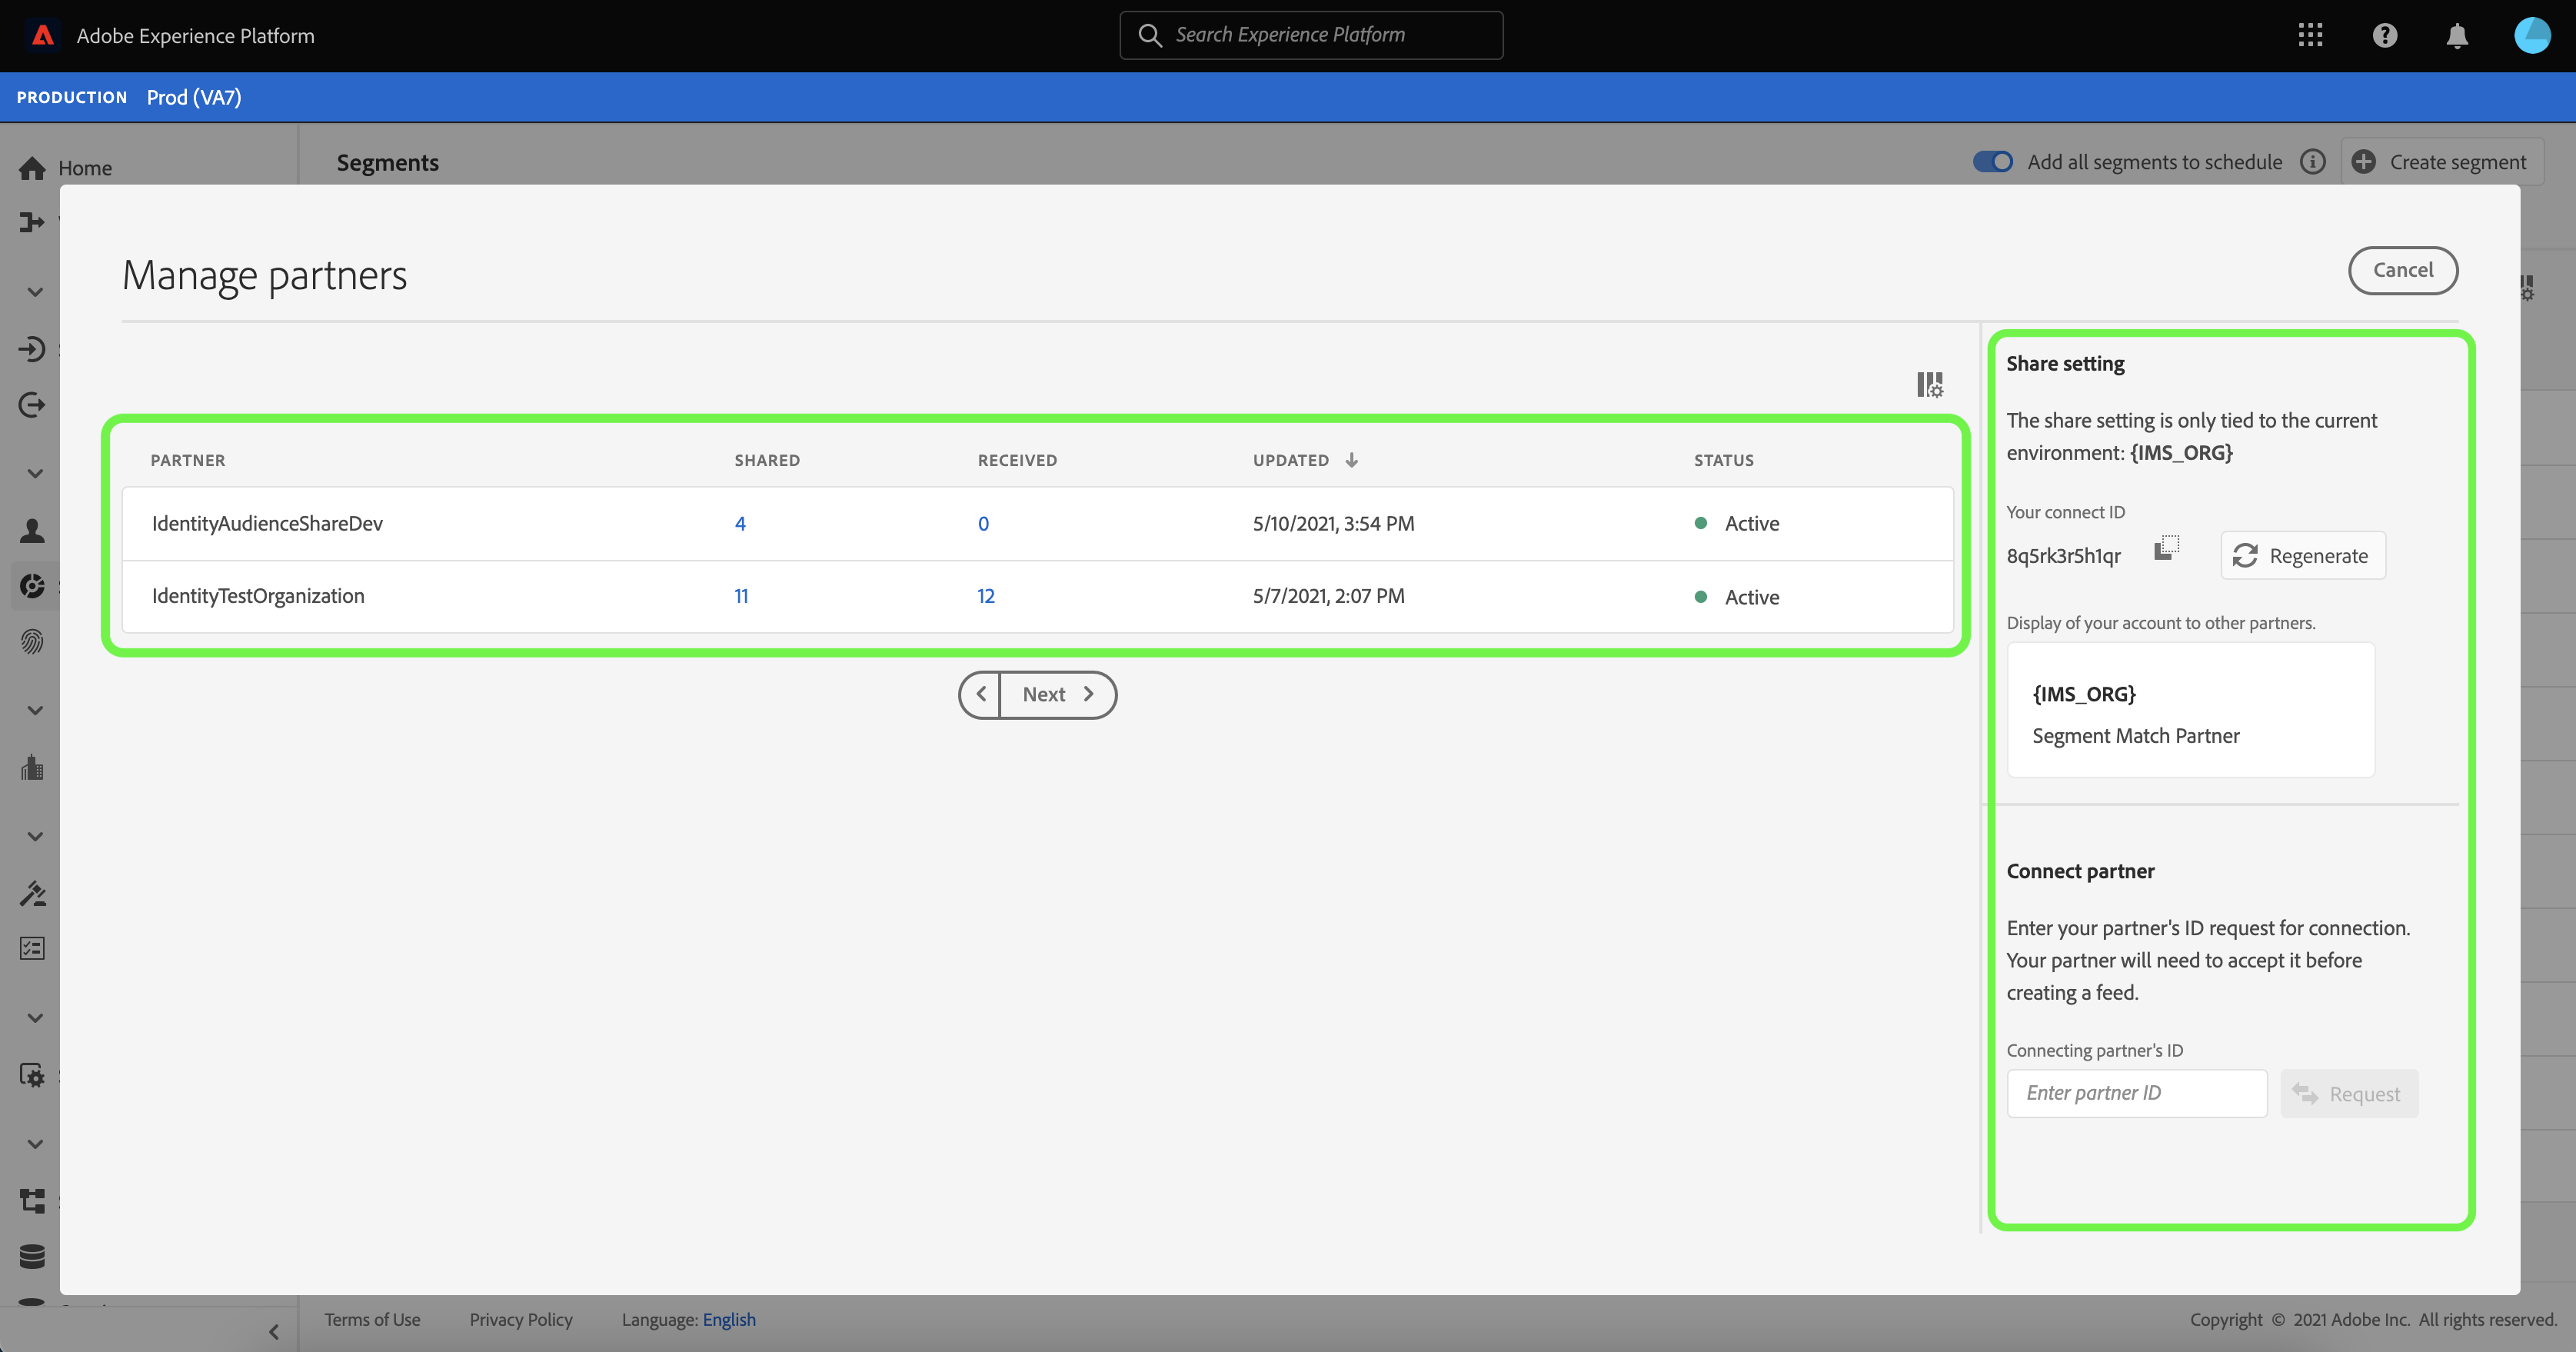 Adobe Experience Platform
Search Experience Platform
PRODUCTION Prod (VA7)
Home
Segments
Add all segments to schedule
Create segment
Manage partners
Cancel
PARTNER SHARED RECEIVED UPDATED STATUS
IdentityAudienceShareDev 4 0 5/10/2021, 3:54 PM Active
IdentityTestOrganization 11 12 5/7/2021, 2:07 PM Active
Next
Share setting
The share setting is only tied to the current
environment: {IMS_ORG}
Your connect ID
8q5rk3r5h1qr
Regenerate
Display of your account to other partners.
{IMS_ORG}
Segment Match Partner
Connect partner
Enter your partner's ID request for connection.
Your partner will need to accept it before
creating a feed.
Connecting partner's ID
Enter partner ID
Request
Terms of Use Privacy Policy Language: English
Copyright © 2021 Adobe Inc. All rights reserved.